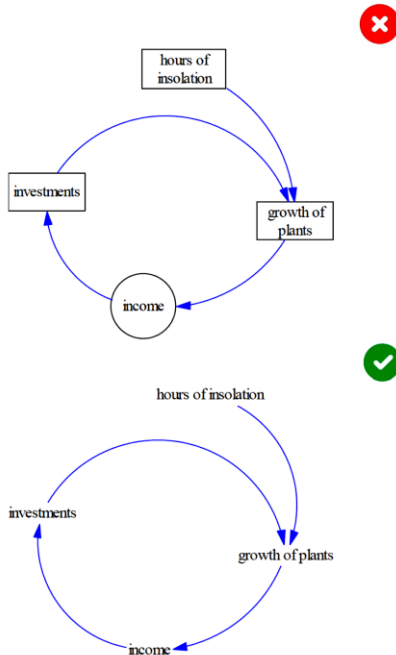 hours of
insolation
investments
growth of
plants
income
hours of insolation
investments
growth of plants
income